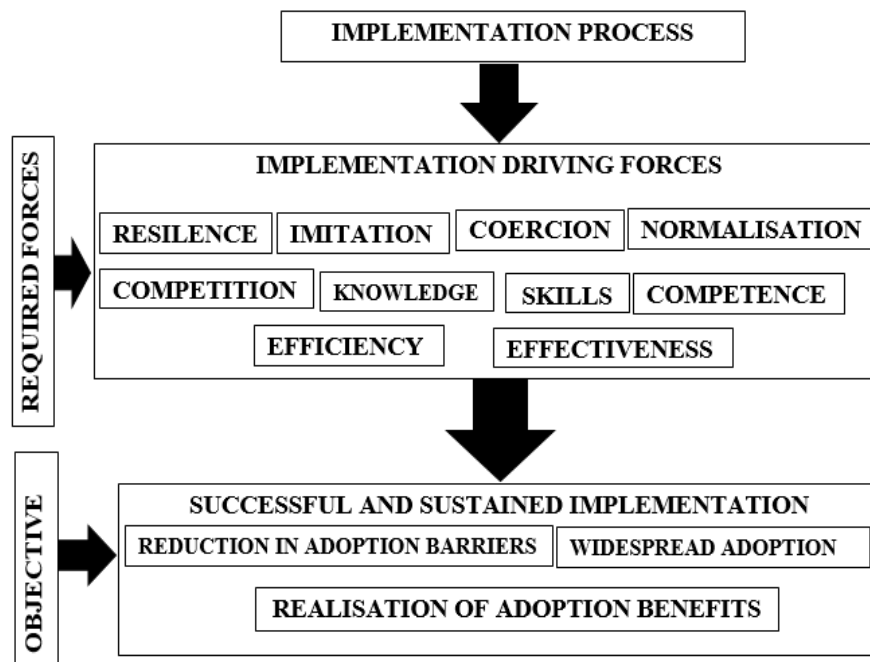 IMPLEMENTATION PROCESS
REQUIRED FORCES
IMPLEMENTATION DRIVING FORCES
RESILENCE
IMITATION
COERCION
NORMALISATION
COMPETITION
KNOWLEDGE
SKILLS
COMPETENCE
EFFICIENCY
EFFECTIVENESS
OBJECTIVE
SUCCESSFUL AND SUSTAINED IMPLEMENTATION
REDUCTION IN ADOPTION BARRIERS
WIDESPREAD ADOPTION
REALISATION OF ADOPTION BENEFITS